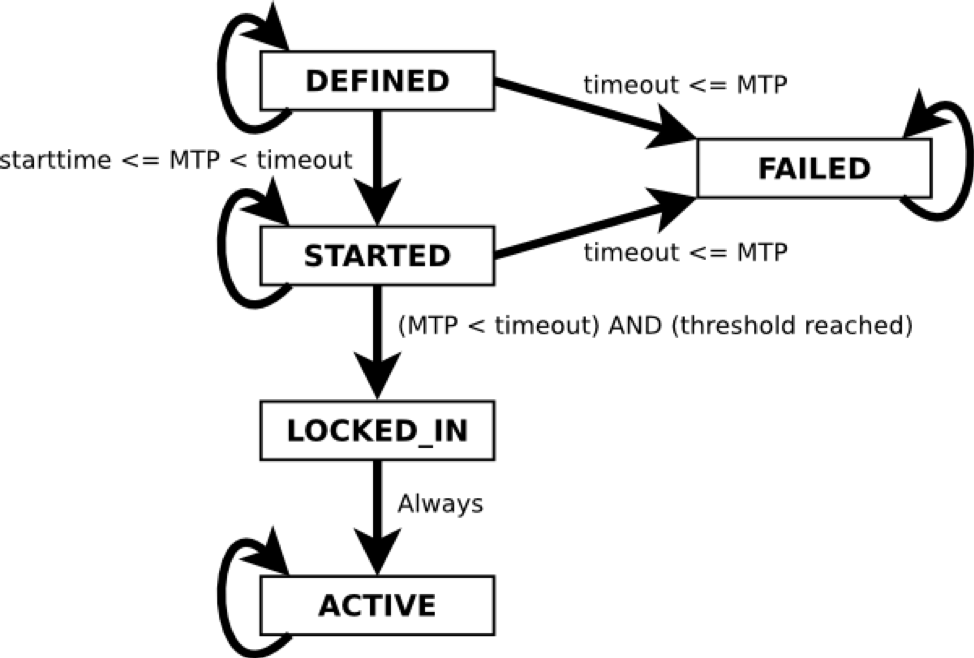 DEFINED
timeout <= MTP
starttime <= MTP < timeout
FAILED
STARTED
timeout <= MTP
(MTP < timeout) AND (threshold reached)
LOCKED_IN
Always
ACTIVE